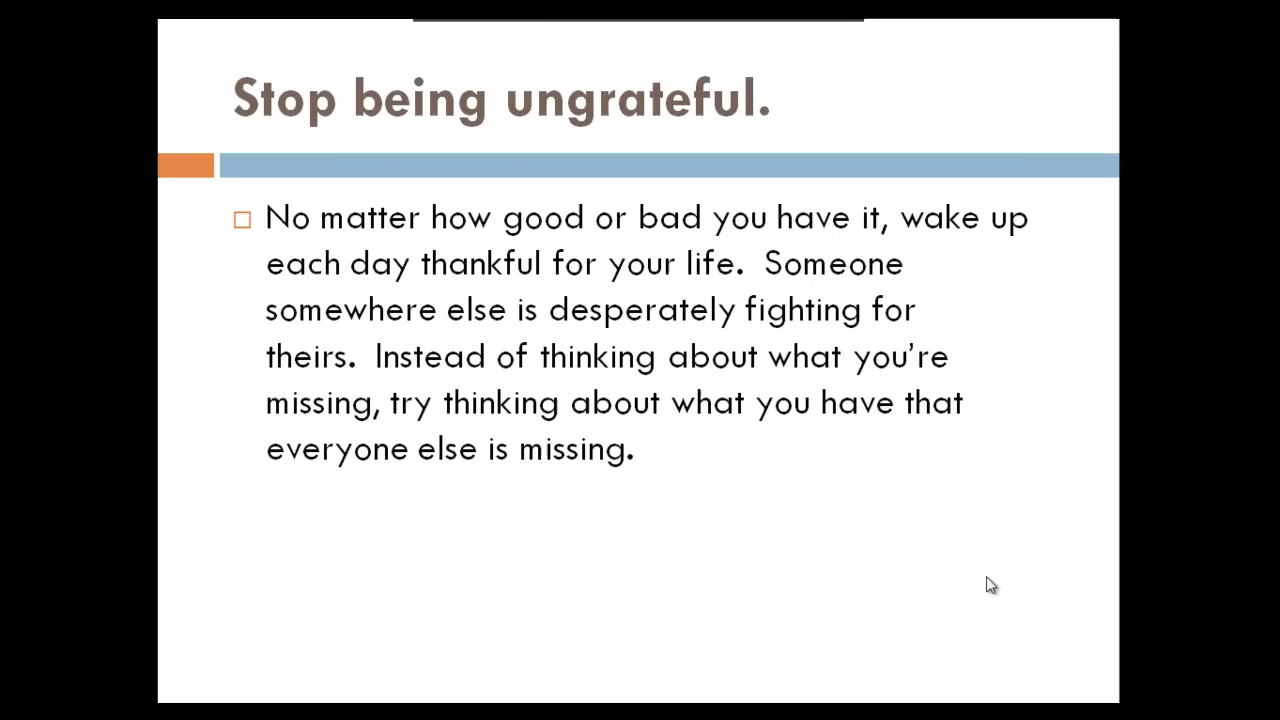 Stop being ungrateful.
No matter how good or bad you have it, wake up
each day thankful for your life.  Someone
somewhere else is desperately fighting for
theirs.  Instead of thinking about what you’re
missing, try thinking about what you have that
everyone else is missing.